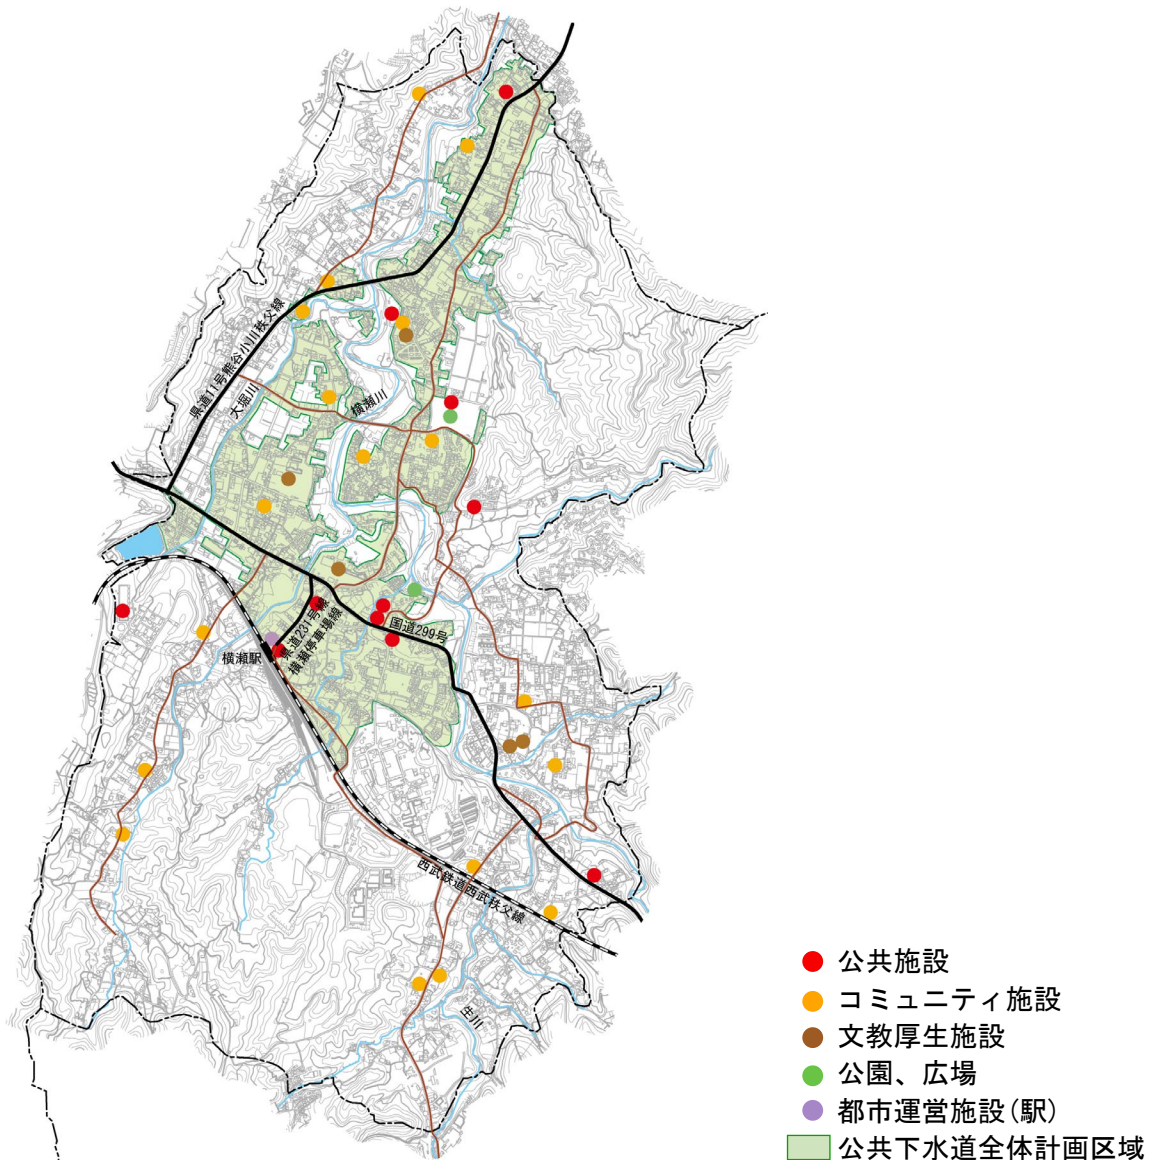 県道11号熊谷小川秩父線
大堀川
横瀬川
国道299号
県道231号線
横瀬停車場線
横瀬駅
西武鉄道西武秩父線
生川
公共施設
コミュニティ施設
文教厚生施設
公園、広場
都市運営施設(駅)
公共下水道全体計画区域